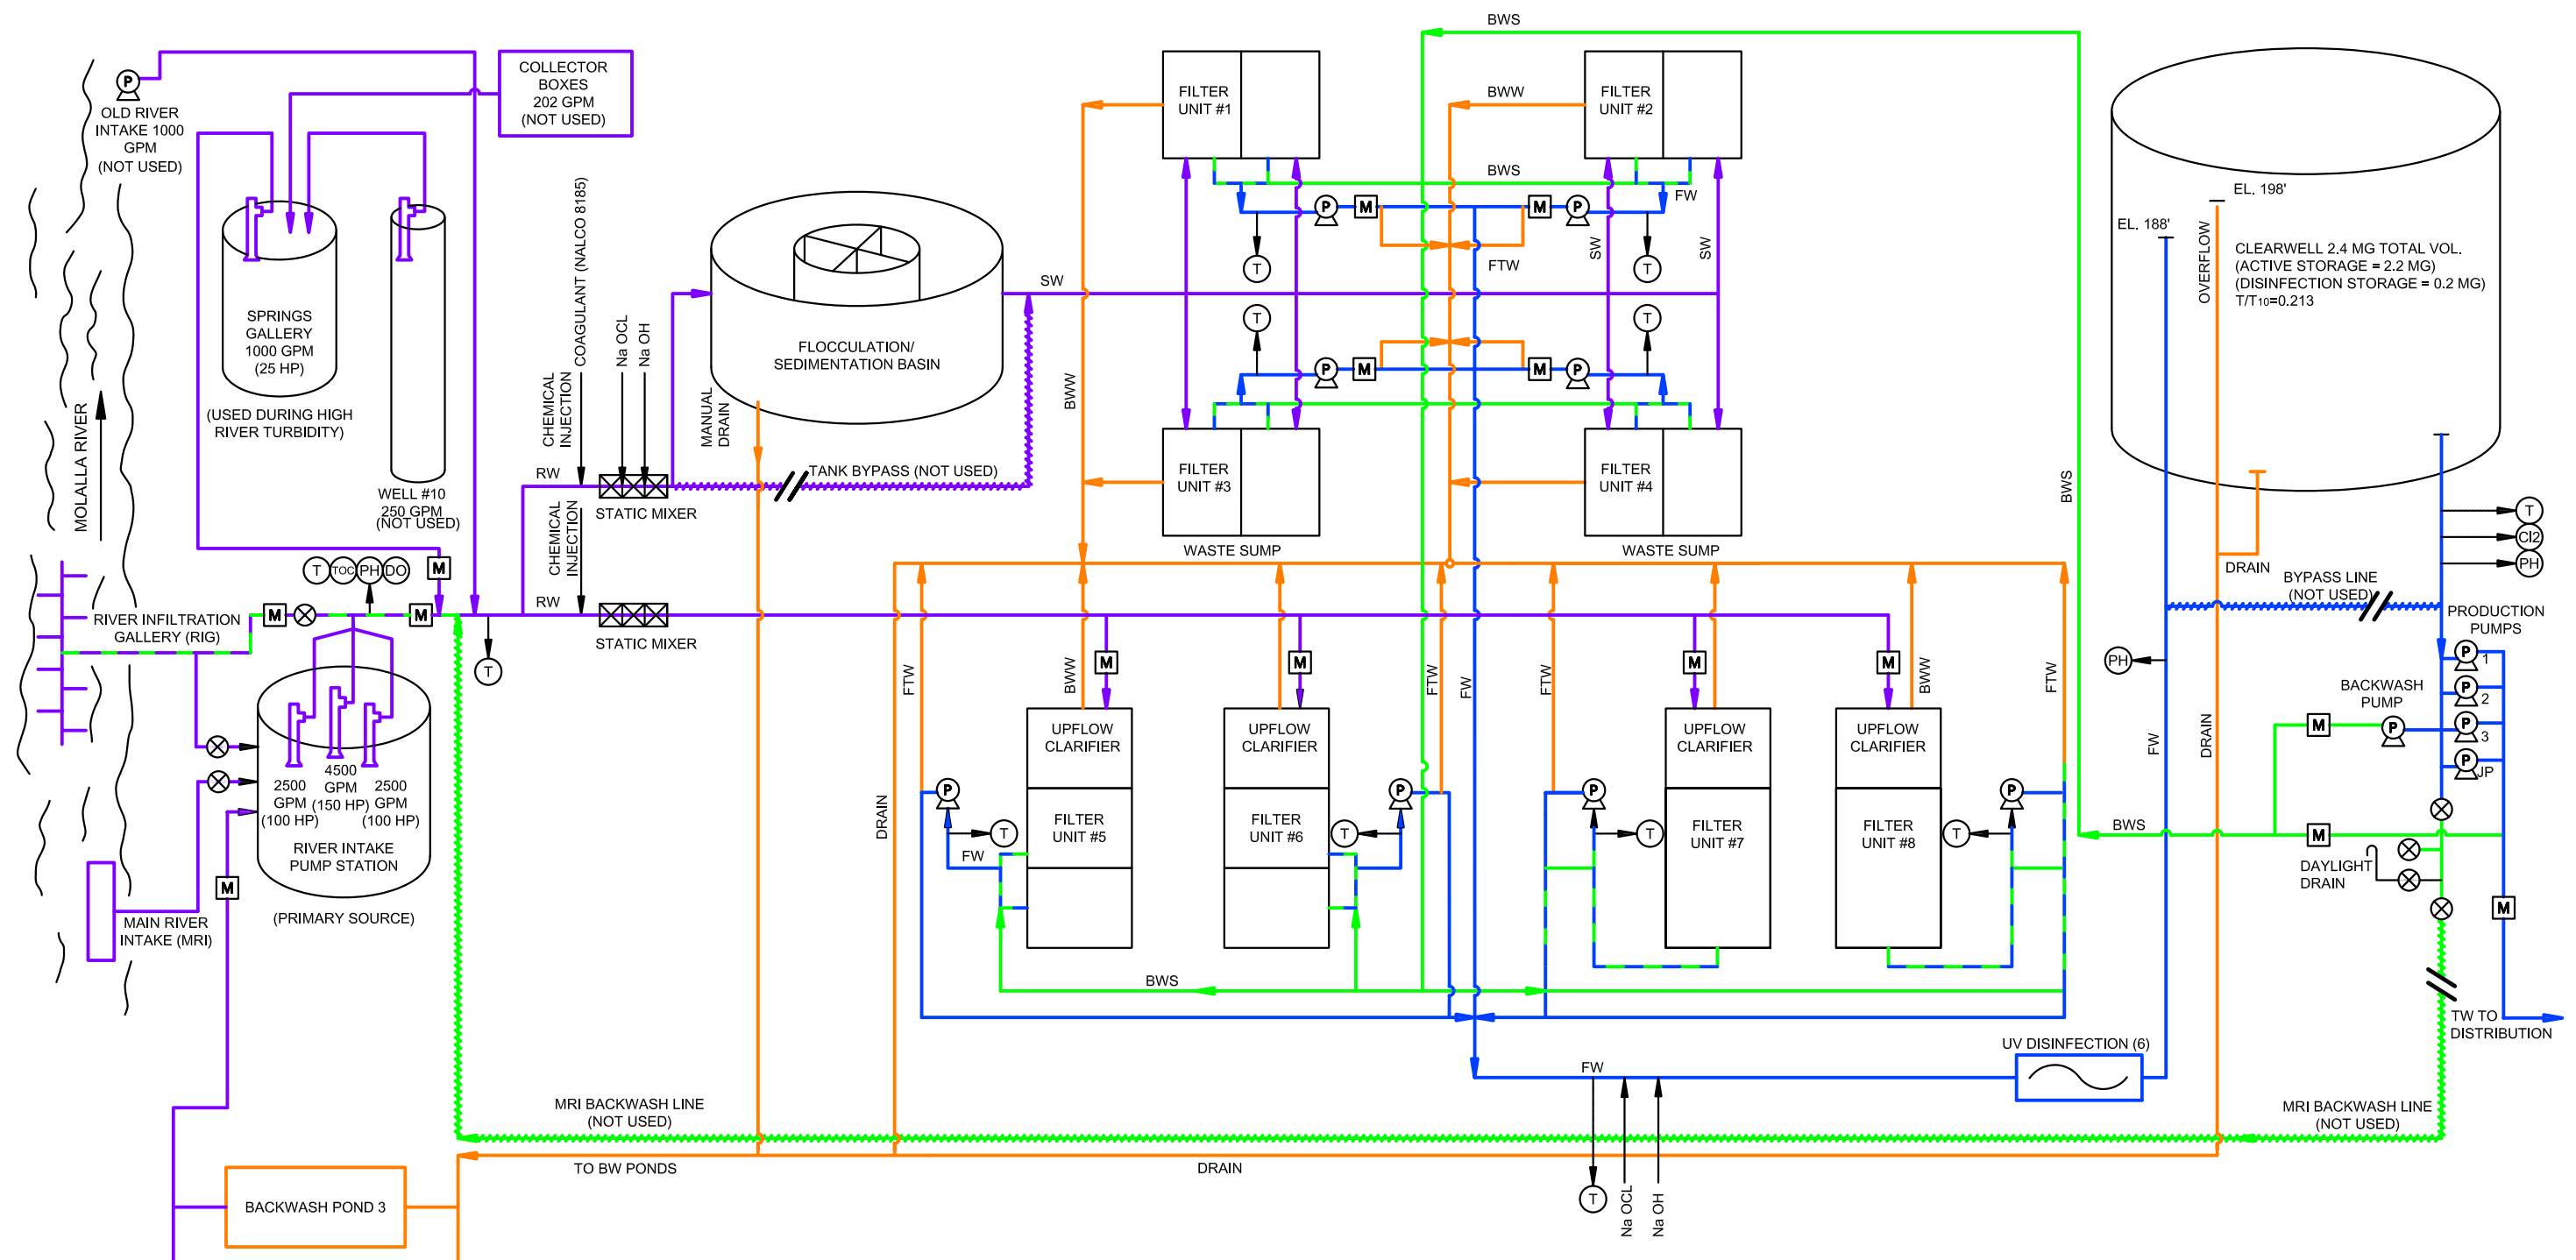 BWS
P
OLD RIVER
INTAKE 1000
GPM
(NOT USED)
COLLECTOR
BOXES
202 GPM
(NOT USED)
FILTER
UNIT #1
BWW
FILTER
UNIT #2
BWS
FW
P
M
M
P
T
FTW
T
SW
SW
SW
EL. 198'
EL. 188'
OVERFLOW
CLEARWELL 2.4 MG TOTAL VOL.
(ACTIVE STORAGE = 2.2 MG)
(DISINFECTION STORAGE = 0.2 MG)
T/T10=0.213
MOLALLA RIVER
SPRINGS
GALLERY
1000 GPM
(25 HP)
(USED DURING HIGH
RIVER TURBIDITY)
WELL #10
250 GPM
(NOT USED)
CHEMICAL
INJECTION
COAGULANT (NALCO 8185)
Na OCL
Na OH
RW
STATIC MIXER
FLOCCULATION/
SEDIMENTATION BASIN
MANUAL
DRAIN
TANK BYPASS (NOT USED)
T
T
P
M
M
P
BWW
FILTER
UNIT #3
FILTER
UNIT #4
WASTE SUMP
WASTE SUMP
BWS
T
Cl2
PH
DRAIN
BYPASS LINE
(NOT USED)
T
TOC
PH
DO
M
RIVER INFILTRATION
GALLERY (RIG)
M
M
T
CHEMICAL
INJECTION
RW
STATIC MIXER
PRODUCTION
PUMPS
P
1
P
2
P
3
P
JP
BACKWASH
PUMP
P
M
PH
FW
DRAIN
FTW
BWW
M
M
FTW
FW
FTW
M
M
BWW
FTW
UPFLOW
CLARIFIER
UPFLOW
CLARIFIER
UPFLOW
CLARIFIER
UPFLOW
CLARIFIER
2500
GPM
(100 HP)
4500
GPM
(150 HP)
2500
GPM
(100 HP)
RIVER INTAKE
PUMP STATION
(PRIMARY SOURCE)
M
MAIN RIVER
INTAKE (MRI)
DRAIN
P
T
FW
FILTER
UNIT #5
FILTER
UNIT #6
T
P
P
T
FILTER
UNIT #7
FILTER
UNIT #8
T
P
BWS
M
DAYLIGHT
DRAIN
M
BWS
TW TO
DISTRIBUTION
FW
UV DISINFECTION (6)
MRI BACKWASH LINE
(NOT USED)
MRI BACKWASH LINE
(NOT USED)
TO BW PONDS
DRAIN
T
Na OCL
Na OH
BACKWASH POND 3